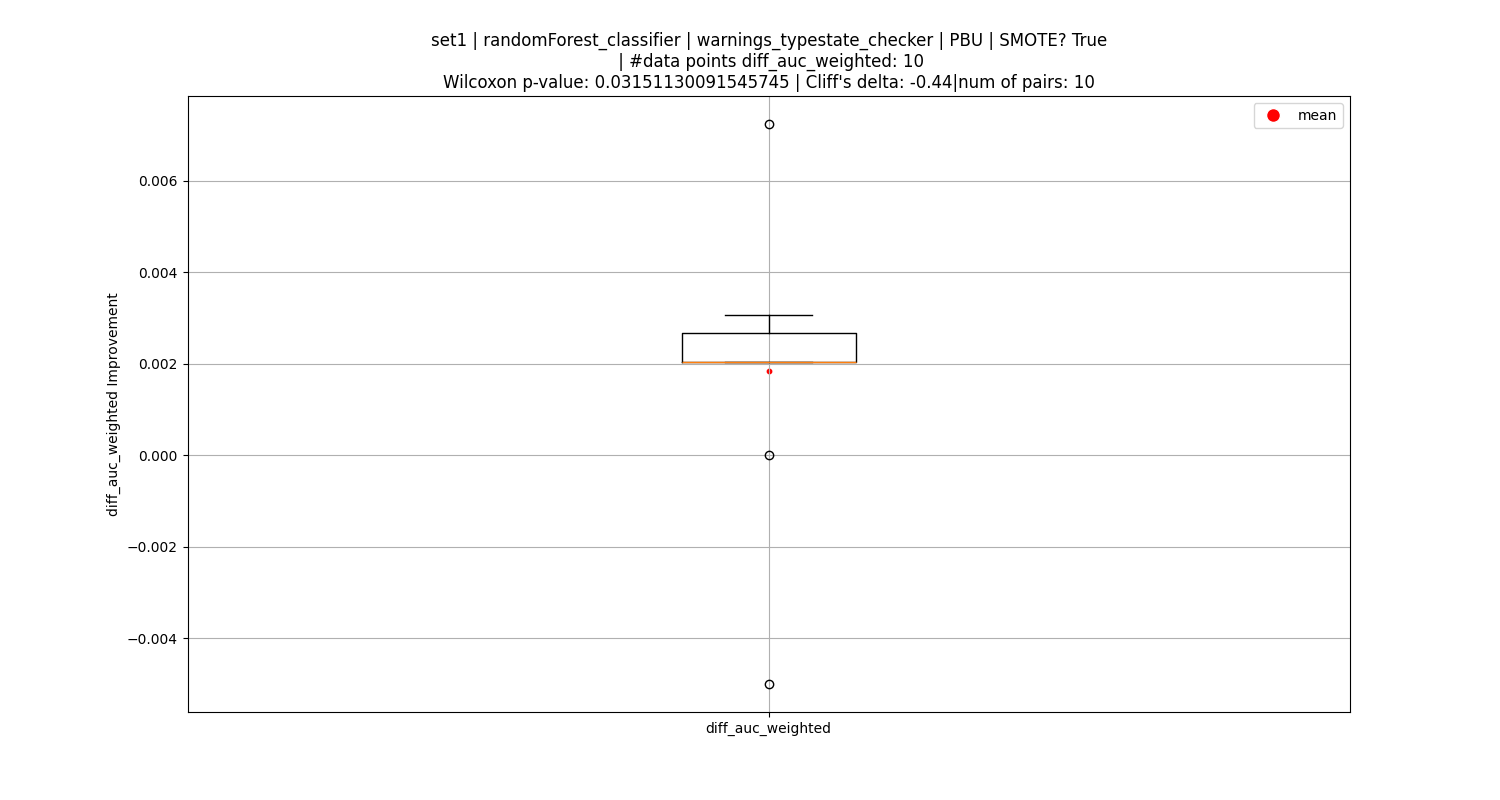 set1 | randomForest_classifier | warnings_typestate_checker | PBU | SMOTE? True
| #data points diff_auc_weighted: 10
Wilcoxon p-value: 0.03151130091545745 | Cliff's delta: -0.44|num of pairs: 10
mean
0.006
0.004
0.002
0.000
−0.002
−0.004
diff_auc_weighted Improvement
diff_auc_weighted